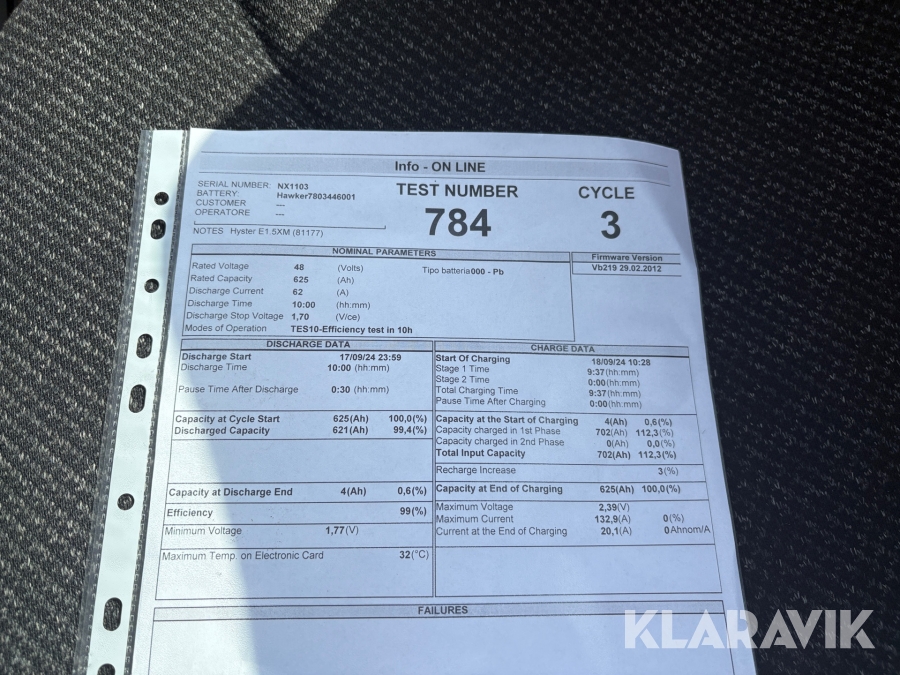 Info - ON LINE
SERIAL NUMBER: NX1103
BATTERY: Hawker7803446001
CUSTOMER ---
OPERATORE ---
TEST NUMBER
784
CYCLE
3
NOTES Hyster E1.5XM (81177)
NOMINAL PARAMETERS
Rated Voltage 48 (Volts) Tipo batteria 000 - Pb
Rated Capacity 625 (Ah)
Discharge Current 62 (A)
Discharge Time 10:00 (hh:mm)
Discharge Stop Voltage 1,70 (V/ce)
Modes of Operation TES10-Efficiency test in 10h
Firmware Version
Vb219 29.02.2012
DISCHARGE DATA
Discharge Start 17/09/24 23:59
Discharge Time 10:00 (hh:mm)
Pause Time After Discharge 0:30 (hh:mm)
Capacity at Cycle Start 625(Ah) 100,0(%)
Discharged Capacity 621(Ah) 99,4(%)
Capacity at Discharge End 4(Ah) 0,6(%)
Efficiency 99(%)
Minimum Voltage 1,77(V)
Maximum Temp. on Electronic Card 32(°C)
CHARGE DATA
Start Of Charging 18/09/24 10:28
Stage 1 Time 9:37(hh:mm)
Stage 2 Time 0:00(hh:mm)
Total Charging Time 9:37(hh:mm)
Pause Time After Charging 0:00(hh:mm)
Capacity at the Start of Charging 4(Ah) 0,6(%)
Capacity charged in 1st Phase 702(Ah) 112,3(%)
Capacity charged in 2nd Phase 0(Ah) 0,0(%)
Total Input Capacity 702(Ah) 112,3(%)
Recharge Increase 3(%)
Capacity at End of Charging 625(Ah) 100,0(%)
Maximum Voltage 2,39(V)
Maximum Current 132,9(A) 0(%)
Current at the End of Charging 20,1(A) 0Ahnom/A
FAILURES
KLARAVIK